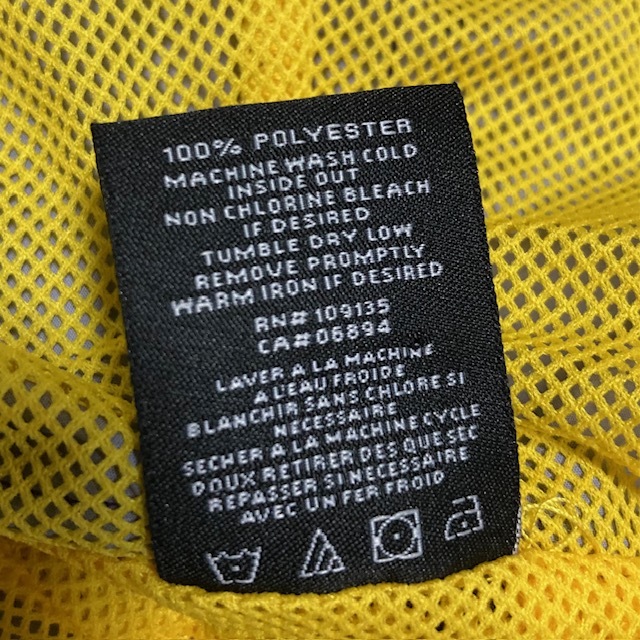 100% POLYESTER
MACHINE WASH COLD
INSIDE OUT
NON CHLORINE BLEACH
IF DESIRED
TUMBLE DRY LOW
REMOVE PROMPTLY
WARM IRON IF DESIRED
RN# 109135
CA# 06894
LAVER A LA MACHINE
A L'EAU FROIDE
BLANCHIR SANS CHLORE SI
NECESSAIRE
SECHER A LA MACHINE CYCLE
DOUX RETIRER DES QUE SEC
REPASSER SI NECESSAIRE
AVEC UN FER FROID